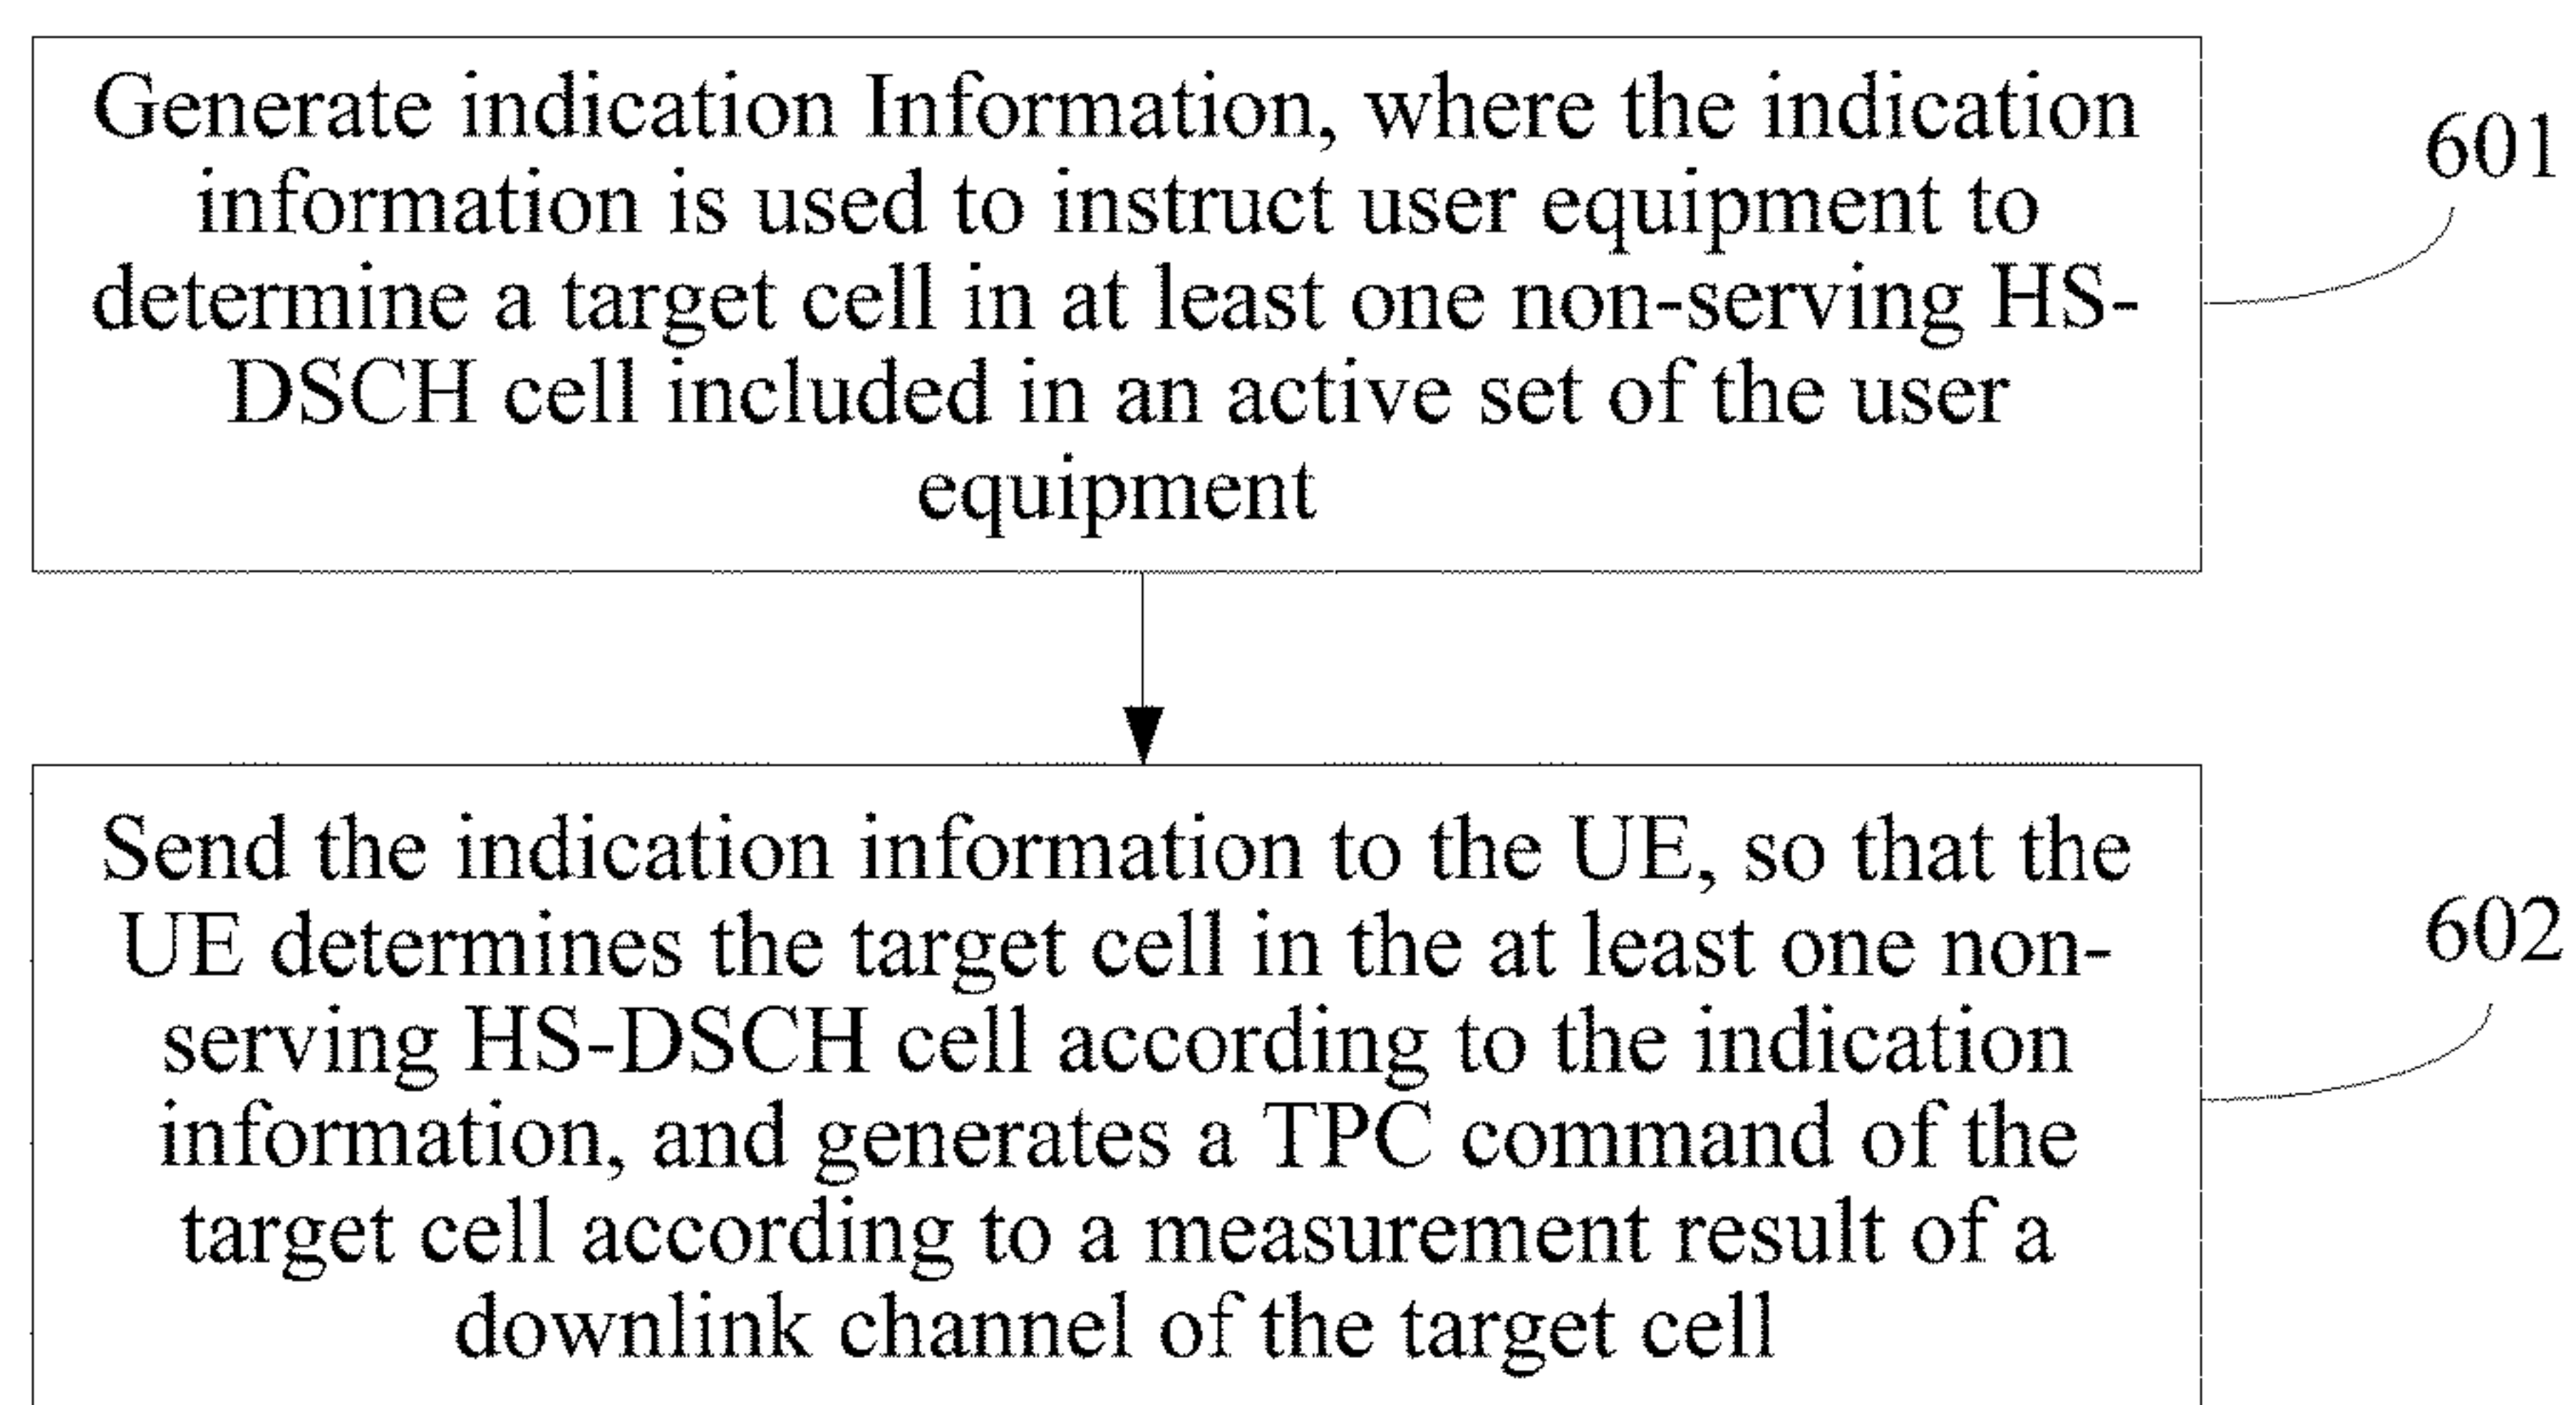 Generate indication Information, where the indication
information is used to instruct user equipment to
determine a target cell in at least one non-serving HS-
DSCH cell included in an active set of the user
equipment
601
Send the indication information to the UE, so that the
UE determines the target cell in the at least one non-
serving HS-DSCH cell according to the indication
information, and generates a TPC command of the
target cell according to a measurement result of a
downlink channel of the target cell
602